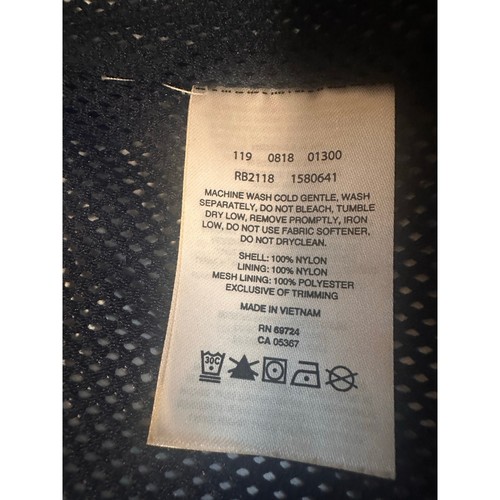 119 0818 01300
RB2118 1580641
MACHINE WASH COLD GENTLE, WASH
SEPARATELY, DO NOT BLEACH, TUMBLE
DRY LOW, REMOVE PROMPTLY, IRON
LOW, DO NOT USE FABRIC SOFTENER,
DO NOT DRYCLEAN.
SHELL: 100% NYLON
LINING: 100% NYLON
MESH LINING: 100% POLYESTER
EXCLUSIVE OF TRIMMING
MADE IN VIETNAM
RN 69724
CA 05367
30C